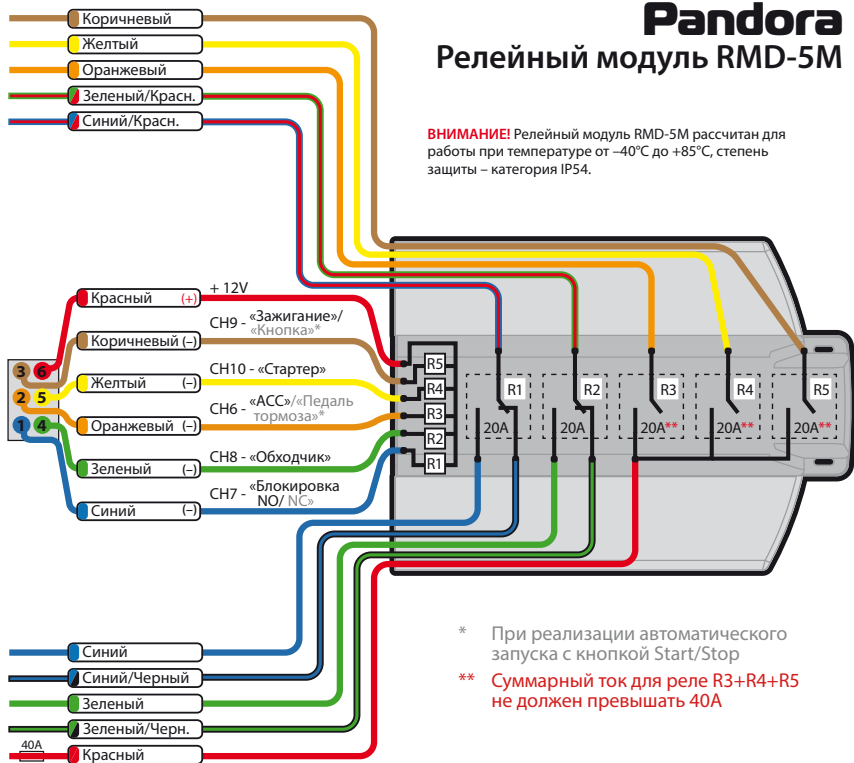 Pandora
Релейный модуль RMD-5M
Коричневый
Желтый
Оранжевый
Зеленый/Красн.
Синий/Красн.
ВНИМАНИЕ! Релейный модуль RMD-5M рассчитан для
работы при температуре от –40°C до +85°C, степень
защиты – категория IP54.
Красный (+)
+ 12V
Коричневый (–)
CH9 - «Зажигание»/
«Кнопка»*
Желтый (–)
CH10 - «Стартер»
Оранжевый (–)
CH6 - «ACC»/«Педаль
тормоза»*
Зеленый (–)
CH8 - «Обходчик»
Синий (–)
CH7 - «Блокировка
NO/ NC»
3 6
2 5
1 4
R5
R4
R3
R2
R1
R1 R2 R3 R4 R5
20A 20A 20A** 20A** 20A**
Синий
Синий/Черный
Зеленый
Зеленый/Черн.
40A
Красный
* При реализации автоматического
запуска с кнопкой Start/Stop
** Суммарный ток для реле R3+R4+R5
не должен превышать 40A